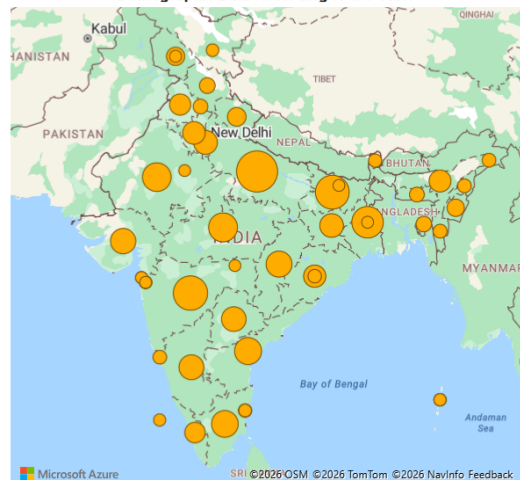 QINGHAI
Kabul
HANISTAN
TIBET
PAKISTAN
New Delhi
NEPAL
BHUTAN
NGLADESH
INDIA
MYANMAR
Bay of Bengal
Andaman
Sea
Microsoft Azure
SRI
©2026 OSM ©2026 TomTom ©2026 NavInfo Feedback